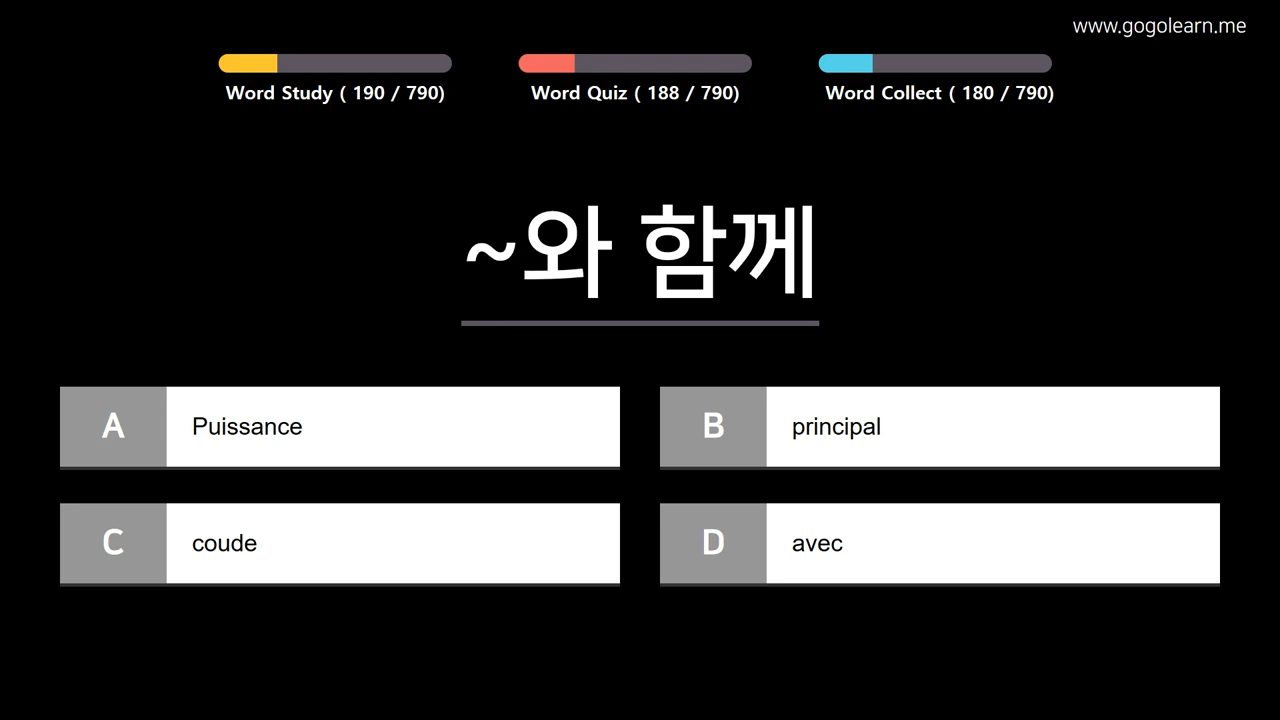 www.gogolearn.me
Word Study ( 190 / 790)
Word Quiz ( 188 / 790)
Word Collect ( 180 / 790)
~와 함께
A
Puissance
B
principal
C
coude
D
avec